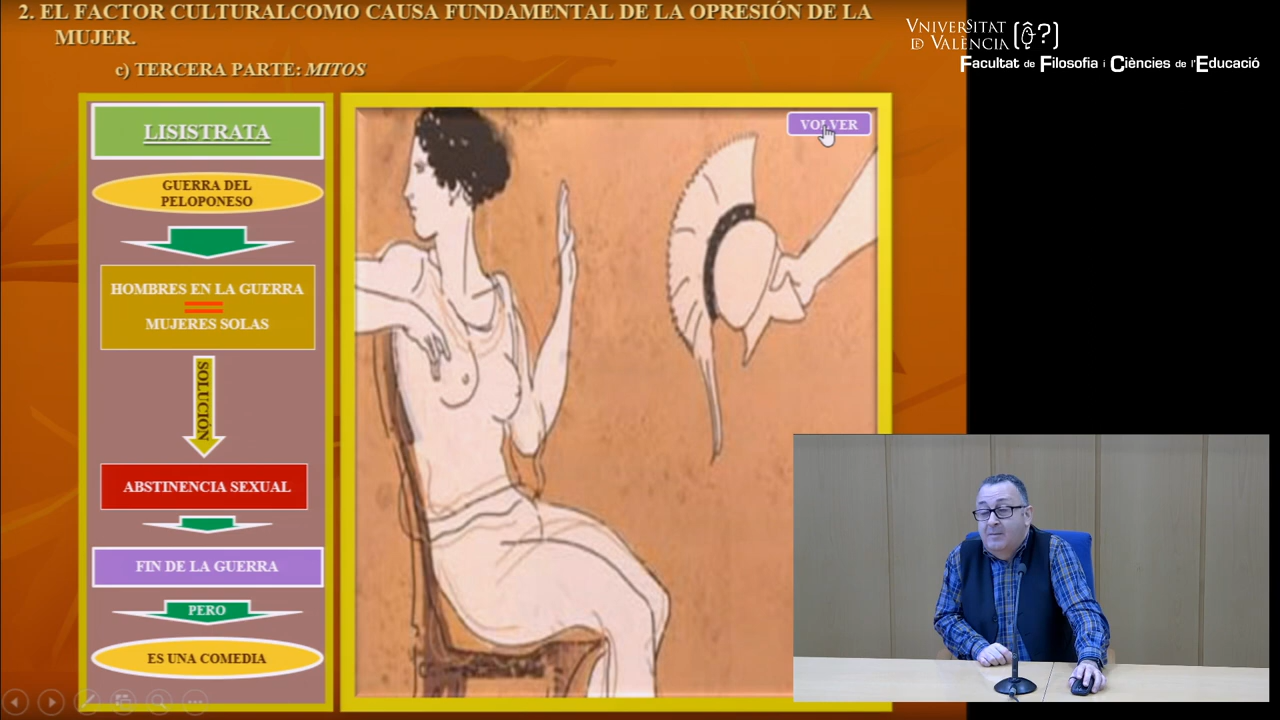 2. EL FACTOR CULTURALCOMO CAUSA FUNDAMENTAL DE LA OPRESIÓN DE LA
MUJER.
c) TERCERA PARTE: MITOS
VNIVERSITAT
DE VALÈNCIA
Facultat de Filosofia i Ciències de l'Educació
LISISTRATA
GUERRA DEL
PELOPONESO
HOMBRES EN LA GUERRA
MUJERES SOLAS
SOLUCIÓN
ABSTINENCIA SEXUAL
FIN DE LA GUERRA
PERO
ES UNA COMEDIA
VOLVER